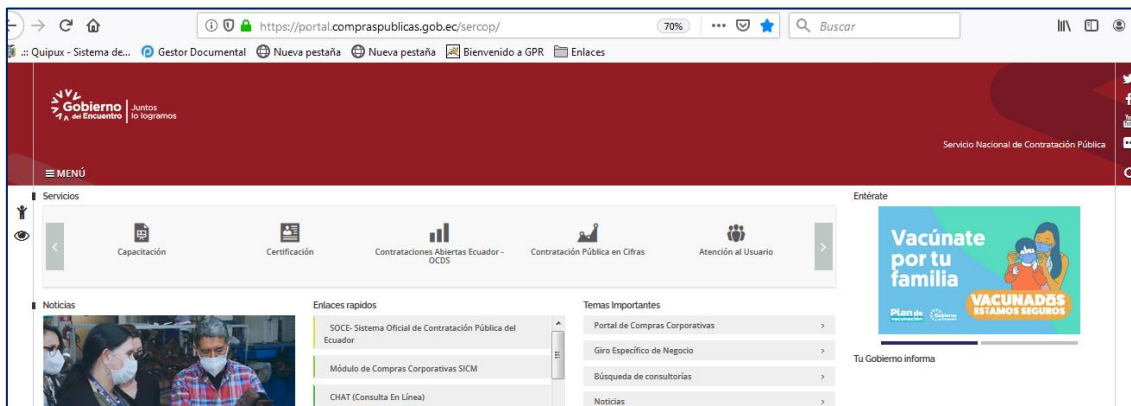 https://portal.compraspublicas.gob.ec/sercop/
70%
Buscar
.:: Quipux - Sistema de...
Gestor Documental
Nueva pestaña
Nueva pestaña
Bienvenido a GPR
Enlaces
Gobierno
del Encuentro
Juntos
lo logramos
Servicio Nacional de Contratación Pública
MENÚ
Servicios
Capacitación
Certificación
Contrataciones Abiertas Ecuador -
OCDS
Contratación Pública en Cifras
Atención al Usuario
Entérate
Vacúnate
por tu
familia
VACUNADOS
ESTAMOS SEGUROS
Plan de
vacunación
Noticias
Enlaces rapidos
SOCE- Sistema Oficial de Contratación Pública del
Ecuador
Módulo de Compras Corporativas SICM
CHAT (Consulta En Línea)
Temas Importantes
Portal de Compras Corporativas
Giro Específico de Negocio
Búsqueda de consultorías
Noticias
Tu Gobierno informa